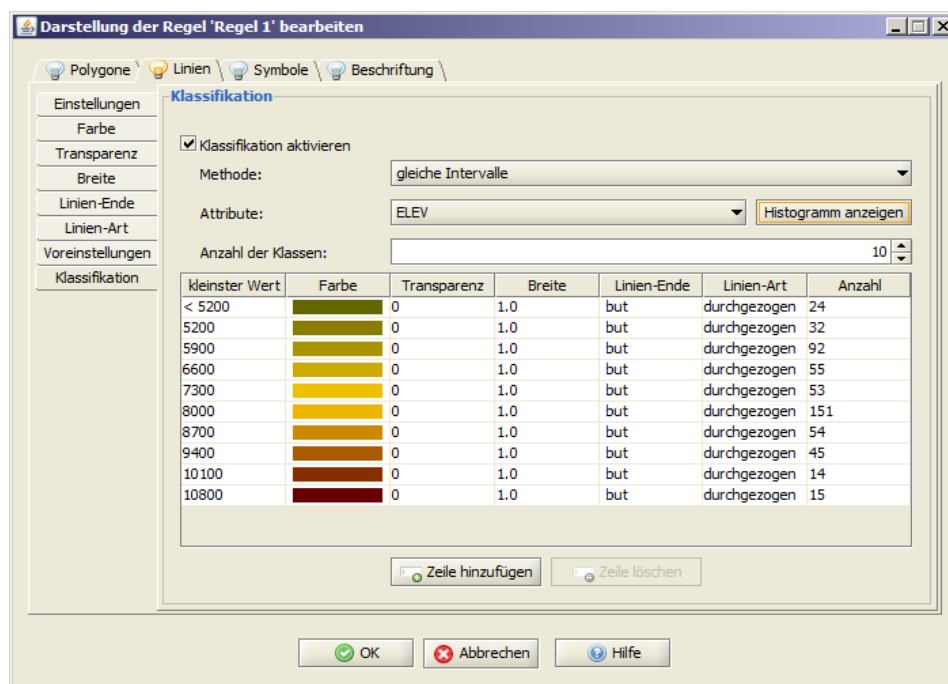 Darstellung der Regel 'Regel 1' bearbeiten
Polygone Linien Symbole Beschriftung
Einstellungen
Farbe
Transparenz
Breite
Linien-Ende
Linien-Art
Voreinstellungen
Klassifikation
Klassifikation
Klassifikation aktivieren
Methode: gleiche Intervalle
Attribute: ELEV Histogramm anzeigen
Anzahl der Klassen: 10
kleinster Wert Farbe Transparenz Breite Linien-Ende Linien-Art Anzahl
< 5200 0 1.0 but durchgezogen 24
5200 0 1.0 but durchgezogen 32
5900 0 1.0 but durchgezogen 92
6600 0 1.0 but durchgezogen 55
7300 0 1.0 but durchgezogen 53
8000 0 1.0 but durchgezogen 151
8700 0 1.0 but durchgezogen 54
9400 0 1.0 but durchgezogen 45
10100 0 1.0 but durchgezogen 14
10800 0 1.0 but durchgezogen 15
Zeile hinzufügen Zeile löschen
OK Abbrechen Hilfe